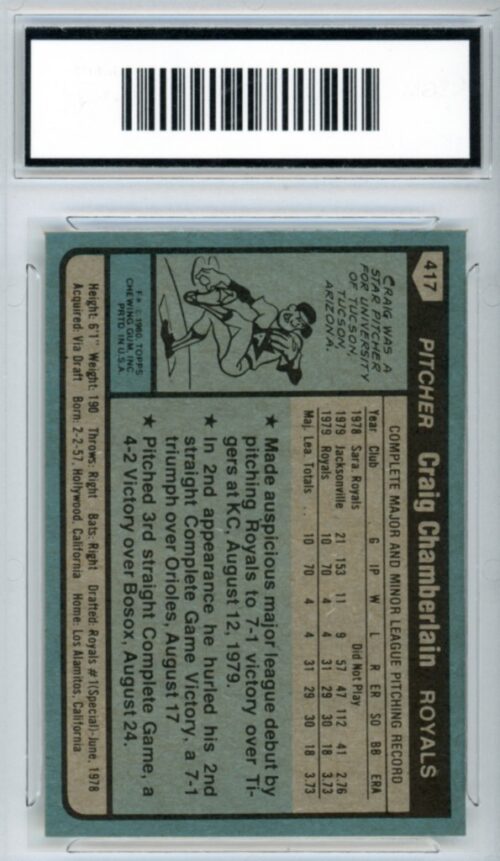 417
PITCHER Craig Chamberlain ROYALS
CRAIG WAS A
STAR PITCHER
FOR UNIVERSITY
OF TUCSON,
TUCSON,
ARIZONA.
F* ©1980, TOPPS
CHEWING GUM, INC.
PRTD. IN U.S.A.
COMPLETE MAJOR AND MINOR LEAGUE PITCHING RECORD
Year Club G IP W L R ER SO BB ERA
1978 Sara. Royals Did Not Play
1979 Jacksonville 21 153 11 9 57 47 112 41 2.76
1979 Royals 10 70 4 4 31 29 30 18 3.73
Maj. Lea. Totals .. 10 70 4 4 31 29 30 18 3.73
★ Made auspicious major league debut by
pitching Royals to 7-1 victory over Ti-
gers at KC, August 12, 1979.
★ In 2nd appearance he hurled his 2nd
straight Complete Game Victory, a 7-1
triumph over Orioles, August 17
★ Pitched 3rd straight Complete Game, a
4-2 Victory over Bosox, August 24.
Height: 6'1" Weight: 190 Throws: Right Bats: Right Drafted: Royals #1(Special)-June, 1978
Acquired: Via Draft Born: 2-2-57, Hollywood, California Home: Los Alamitos, California